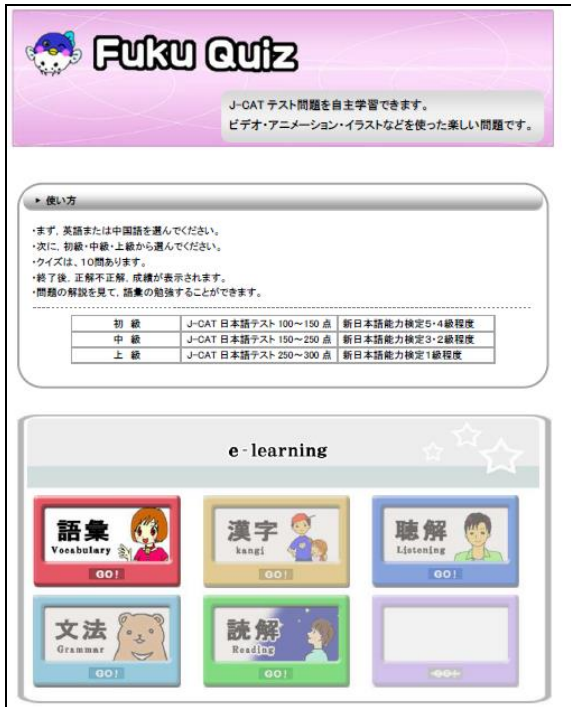 Fuku Quiz
J-CAT テスト問題を自主学習できます。
ビデオ・アニメーション・イラストなどを使った楽しい問題です。
▶ 使い方
・まず，英語または中国語を選んでください。
・次に，初級・中級・上級から選んでください。
・クイズは、10問あります。
・終了後，正解不正解，成績が表示されます。
・問題の解説を見て，語彙の勉強することができます。
初 級 J-CAT 日本語テスト 100～150 点 新日本語能力検定5・4級程度
中 級 J-CAT 日本語テスト 150～250 点 新日本語能力検定3・2級程度
上 級 J-CAT 日本語テスト 250～300 点 新日本語能力検定1級程度
e-learning
語彙
Vocabulary
GO!
漢字
kangi
GO!
聴解
Listening
GO!
文法
Grammar
GO!
読解
Reading
GO!
GO!